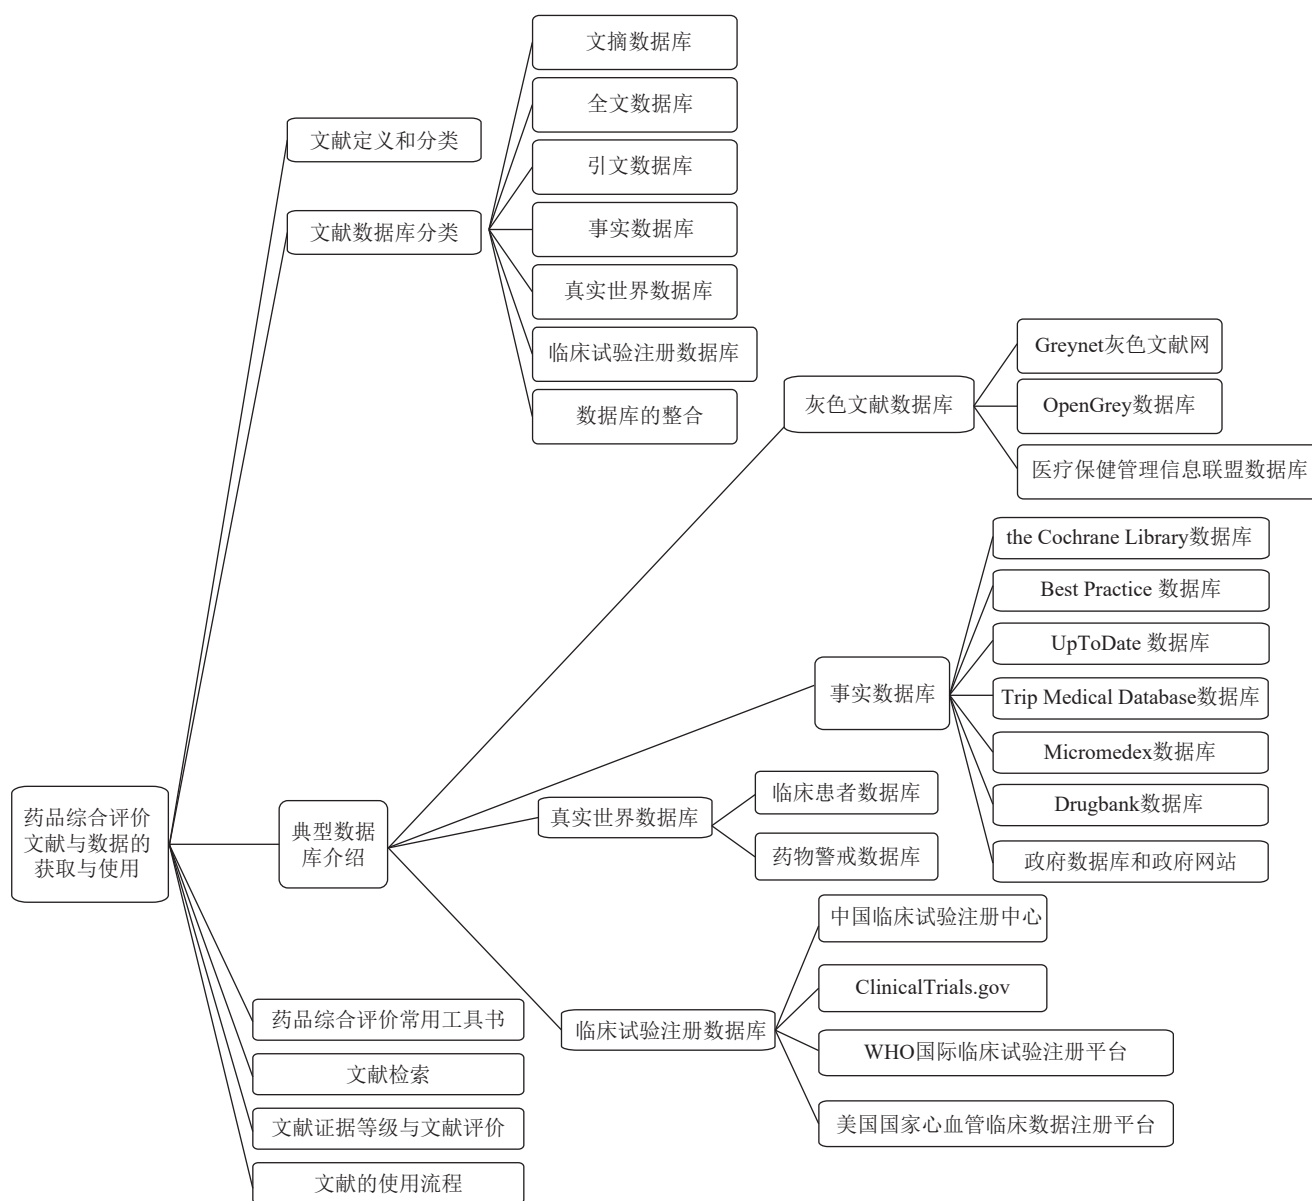 文摘数据库
全文数据库
引文数据库
事实数据库
真实世界数据库
临床试验注册数据库
数据库的整合
文献定义和分类
文献数据库分类
Greynet灰色文献网
OpenGrey数据库
医疗保健管理信息联盟数据库
灰色文献数据库
the Cochrane Library数据库
Best Practice 数据库
UpToDate 数据库
Trip Medical Database数据库
Micromedex数据库
Drugbank数据库
政府数据库和政府网站
事实数据库
临床患者数据库
药物警戒数据库
真实世界数据库
药品综合评价
文献与数据的
获取与使用
典型数据
库介绍
中国临床试验注册中心
ClinicalTrials.gov
WHO国际临床试验注册平台
美国国家心血管临床数据注册平台
临床试验注册数据库
药品综合评价常用工具书
文献检索
文献证据等级与文献评价
文献的使用流程